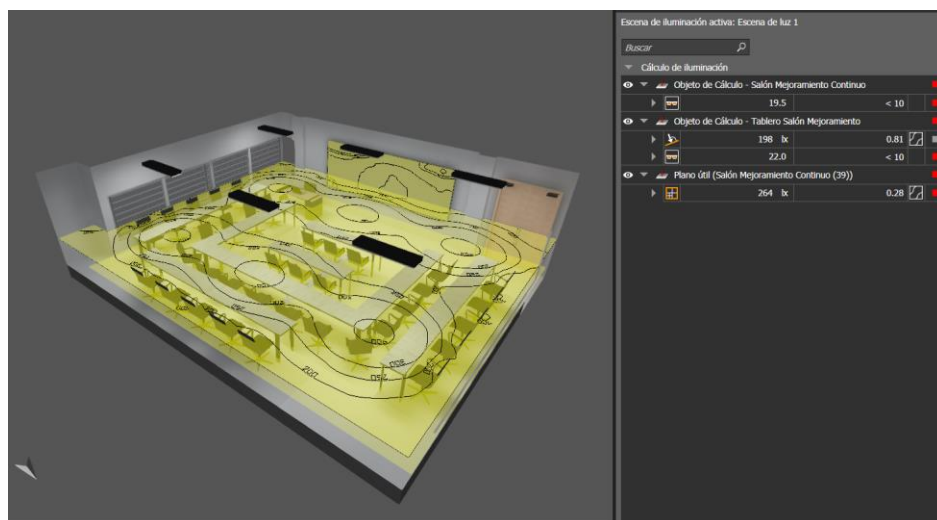 Escena de iluminación activa: Escena de luz 1
Buscar
Cálculo de iluminación
Objeto de Cálculo - Salón Mejoramiento Continuo
19.5 < 10
Objeto de Cálculo - Tablero Salón Mejoramiento
198 lx 0.81
22.0 < 10
Plano útil (Salón Mejoramiento Continuo (39))
264 lx 0.28
200